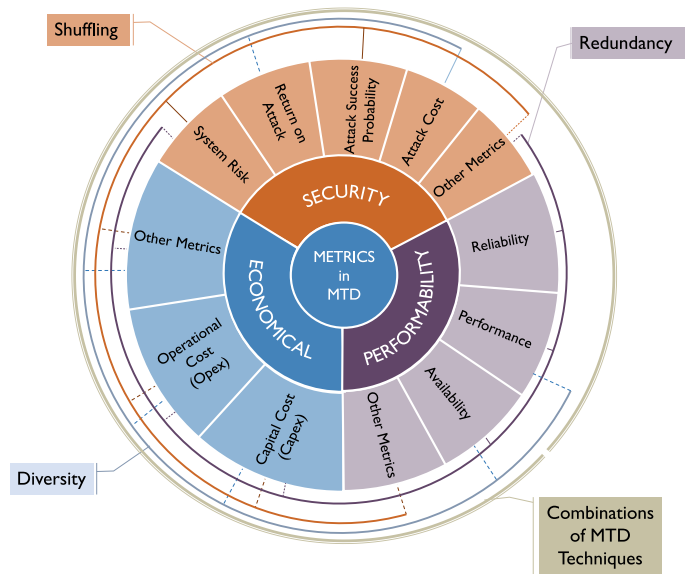 Shuffling
Redundancy
System Risk
Return on
Attack
Attack Success
Probability
Attack Cost
Other Metrics
SECURITY
Other Metrics
Reliability
METRICS
in
MTD
ECONOMICAL
PERFORMABILITY
Operational
Cost
(Opex)
Performance
Capital Cost
(Capex)
Other
Metrics
Availability
Diversity
Combinations
of MTD
Techniques